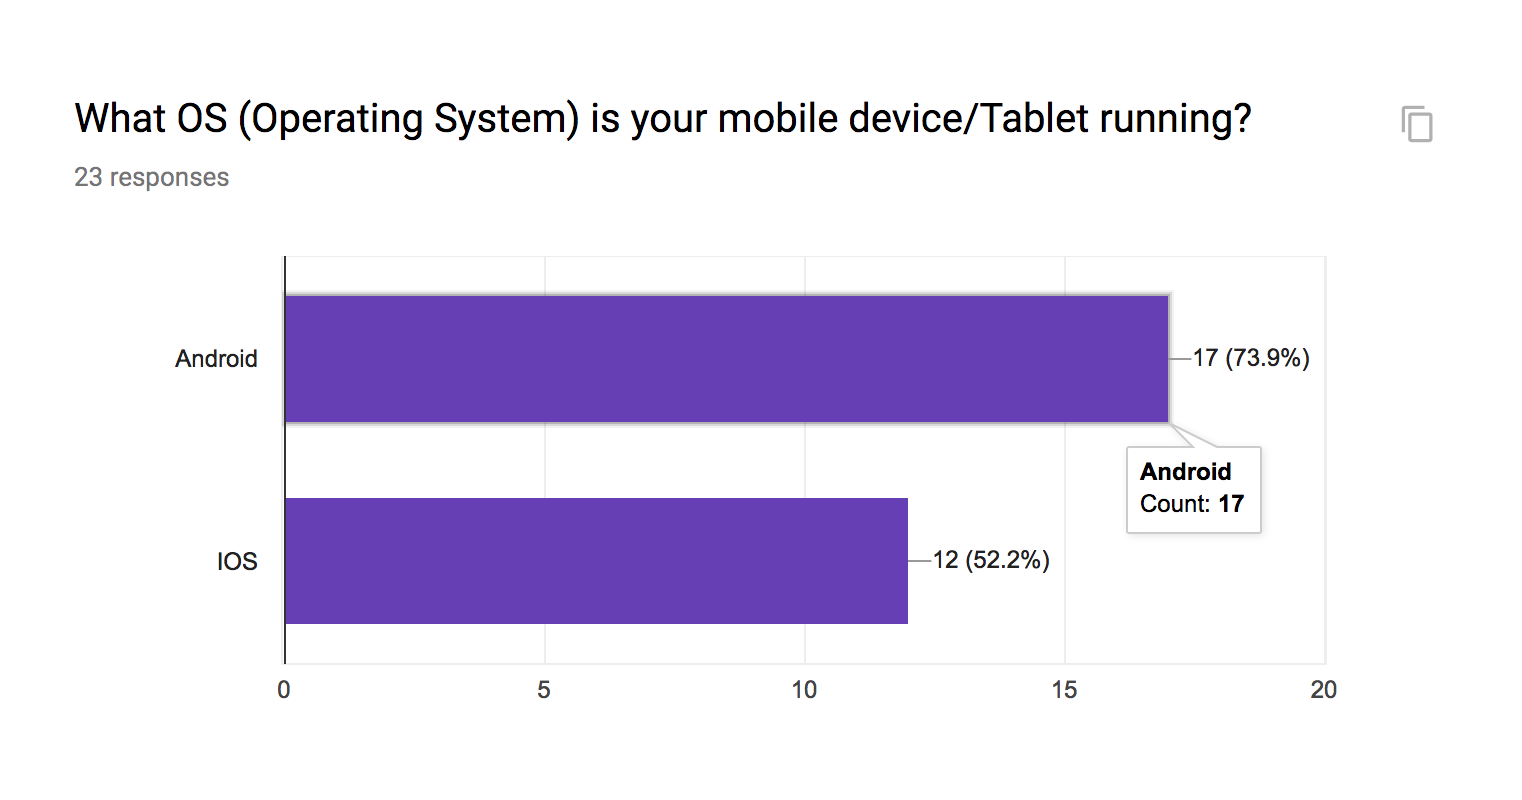 What OS (Operating System) is your mobile device/Tablet running?
23 responses
Android
17 (73.9%)
Android
Count: 17
IOS
12 (52.2%)
0 5 10 15 20